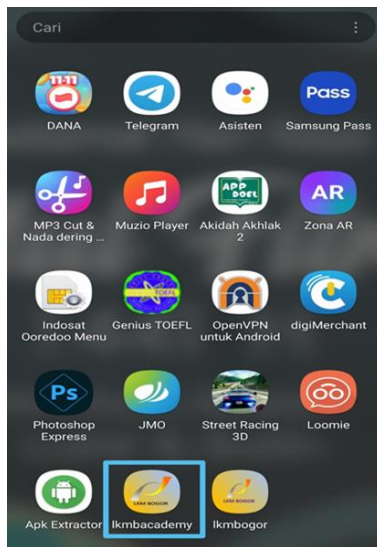 Cari
11.11
DANA
Telegram
Asisten
Pass
Samsung Pass
MP3 Cut &
Nada dering ...
Muzio Player
APP
DOEL
Akidah Akhlak
2
AR
Zona AR
Indosat
Ooredoo Menu
TOEFL
Genius TOEFL
OpenVPN
untuk Android
digiMerchant
Ps
Photoshop
Express
JMO
Street Racing
3D
Loomie
Apk Extractor
LKM BOGOR
lkmbacademy
LKM BOGOR
lkmbogor